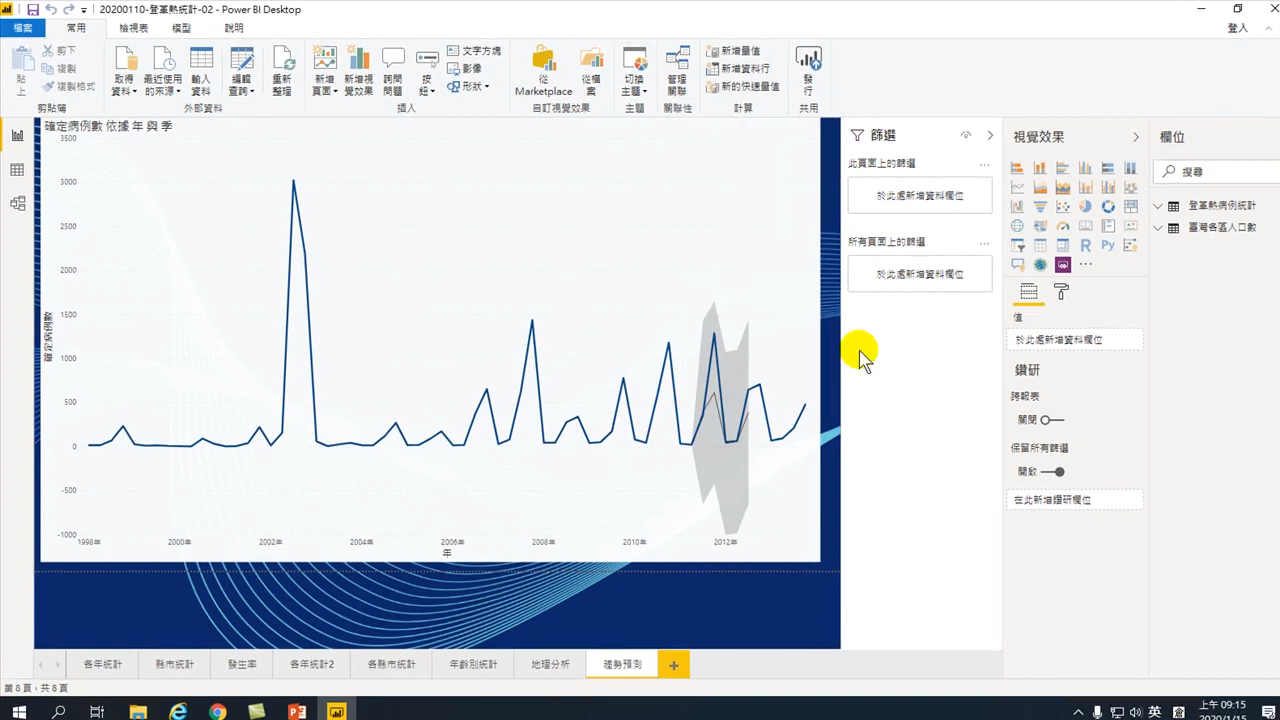 20200110-登革熱統計-02 - Power BI Desktop
檔案 常用 檢視表 模型 說明 登入
剪下
複製
複製格式
貼上
剪貼簿
取得資料
最近使用的來源
輸入資料
編輯查詢
外部資料
重新整理
新增頁面
新增視覺效果
詢問問題
按鈕
文字方塊
影像
形狀
插入
從 Marketplace
從檔案
自訂視覺效果
切換主題
主題
管理關聯
關聯性
新增量值
新增資料行
新的快速量值
計算
發行
共用
確定病例數 依據 年 與 季
3500
3000
2500
2000
1500
1000
500
0
-500
-1000
確定病例數
1998年 2000年 2002年 2004年 2006年 2008年 2010年 2012年
年
篩選
此頁面上的篩選
於此處新增資料欄位
所有頁面上的篩選
於此處新增資料欄位
視覺效果
R Py
值
於此處新增資料欄位
鑽研
跨報表
關閉
保留所有篩選
開啟
在此新增鑽研欄位
欄位
搜尋
登革熱病例統計
臺灣各區人口數
各年統計 縣市統計 發生率 各年統計2 各縣市統計 年齡別統計 地理分析 趨勢預測
第 8 頁，共 8 頁
英
上午 09:15
2020/1/15